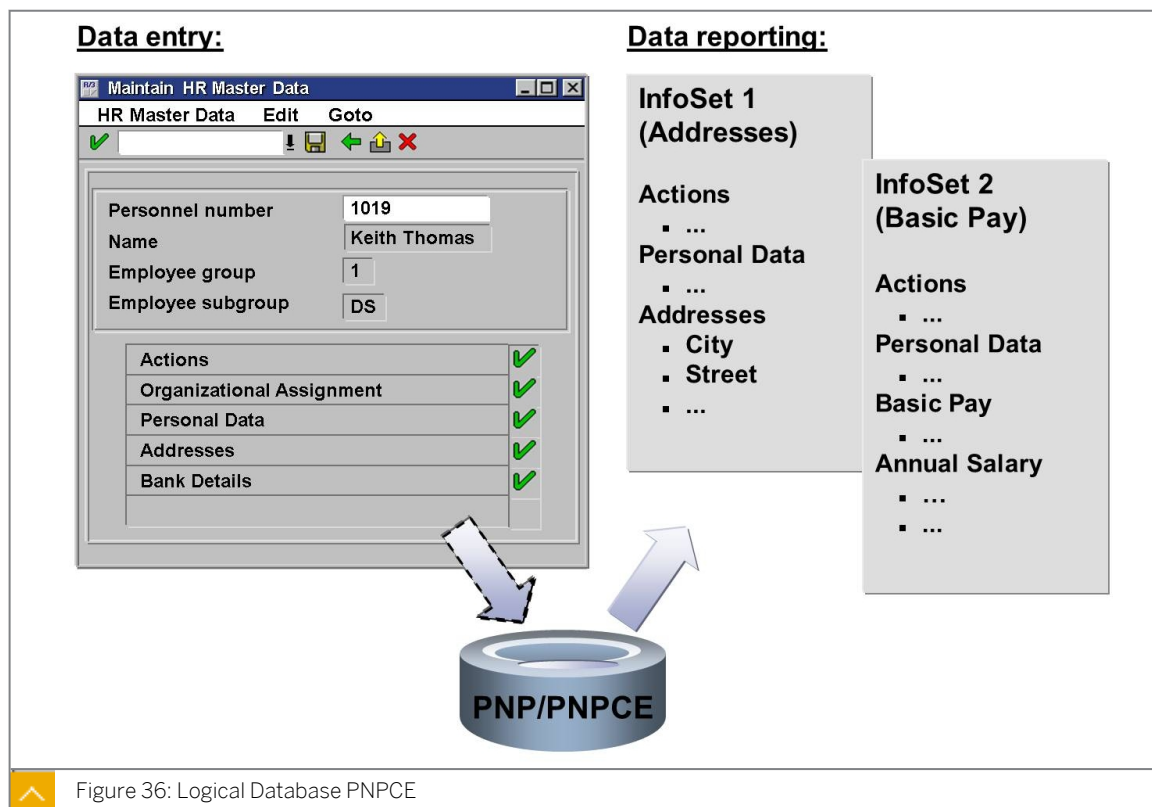 Data entry:
R/3 Maintain HR Master Data
HR Master Data Edit Goto
Personnel number 1019
Name Keith Thomas
Employee group 1
Employee subgroup DS
Actions
Organizational Assignment
Personal Data
Addresses
Bank Details
Data reporting:
InfoSet 1
(Addresses)
Actions
▪ ...
Personal Data
▪ ...
Addresses
▪ City
▪ Street
▪ ...
InfoSet 2
(Basic Pay)
Actions
▪ ...
Personal Data
▪ ...
Basic Pay
▪ ...
Annual Salary
▪ ...
▪ ...
PNP/PNPCE
Figure 36: Logical Database PNPCE